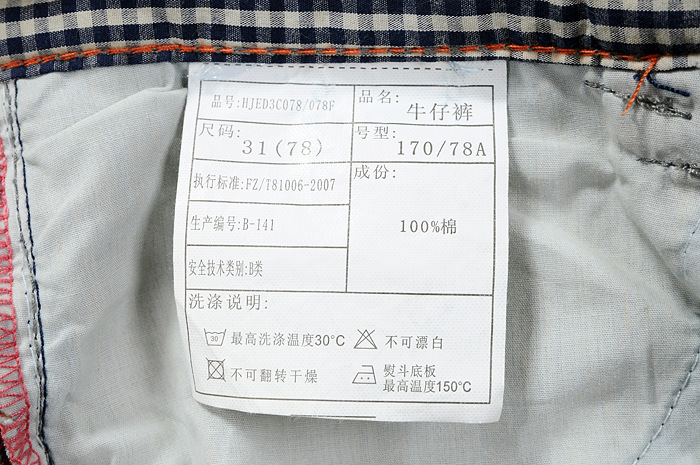 品号:HJED3C078/078F
品名:
牛仔裤
尺码:
31(78)
号型:
170/78A
执行标准:FZ/T81006-2007
成份:
100%棉
生产编号:B-141
安全技术类别:B类
洗涤说明:
30 最高洗涤温度30°C
不可漂白
不可翻转干燥
熨斗底板
最高温度150°C